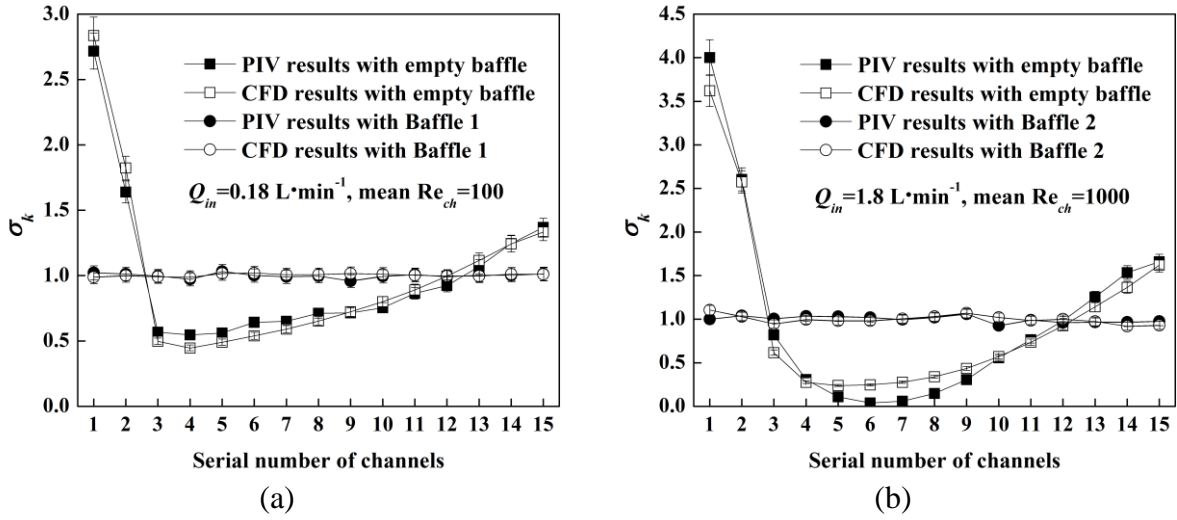 3.0
2.5
2.0
1.5
1.0
0.5
0.0
σk
PIV results with empty baffle
CFD results with empty baffle
PIV results with Baffle 1
CFD results with Baffle 1
Qin=0.18 L•min-1, mean Rech=100
1 2 3 4 5 6 7 8 9 10 11 12 13 14 15
Serial number of channels
(a)
4.5
4.0
3.5
3.0
2.5
2.0
1.5
1.0
0.5
0.0
σk
PIV results with empty baffle
CFD results with empty baffle
PIV results with Baffle 2
CFD results with Baffle 2
Qin=1.8 L•min-1, mean Rech=1000
1 2 3 4 5 6 7 8 9 10 11 12 13 14 15
Serial number of channels
(b)